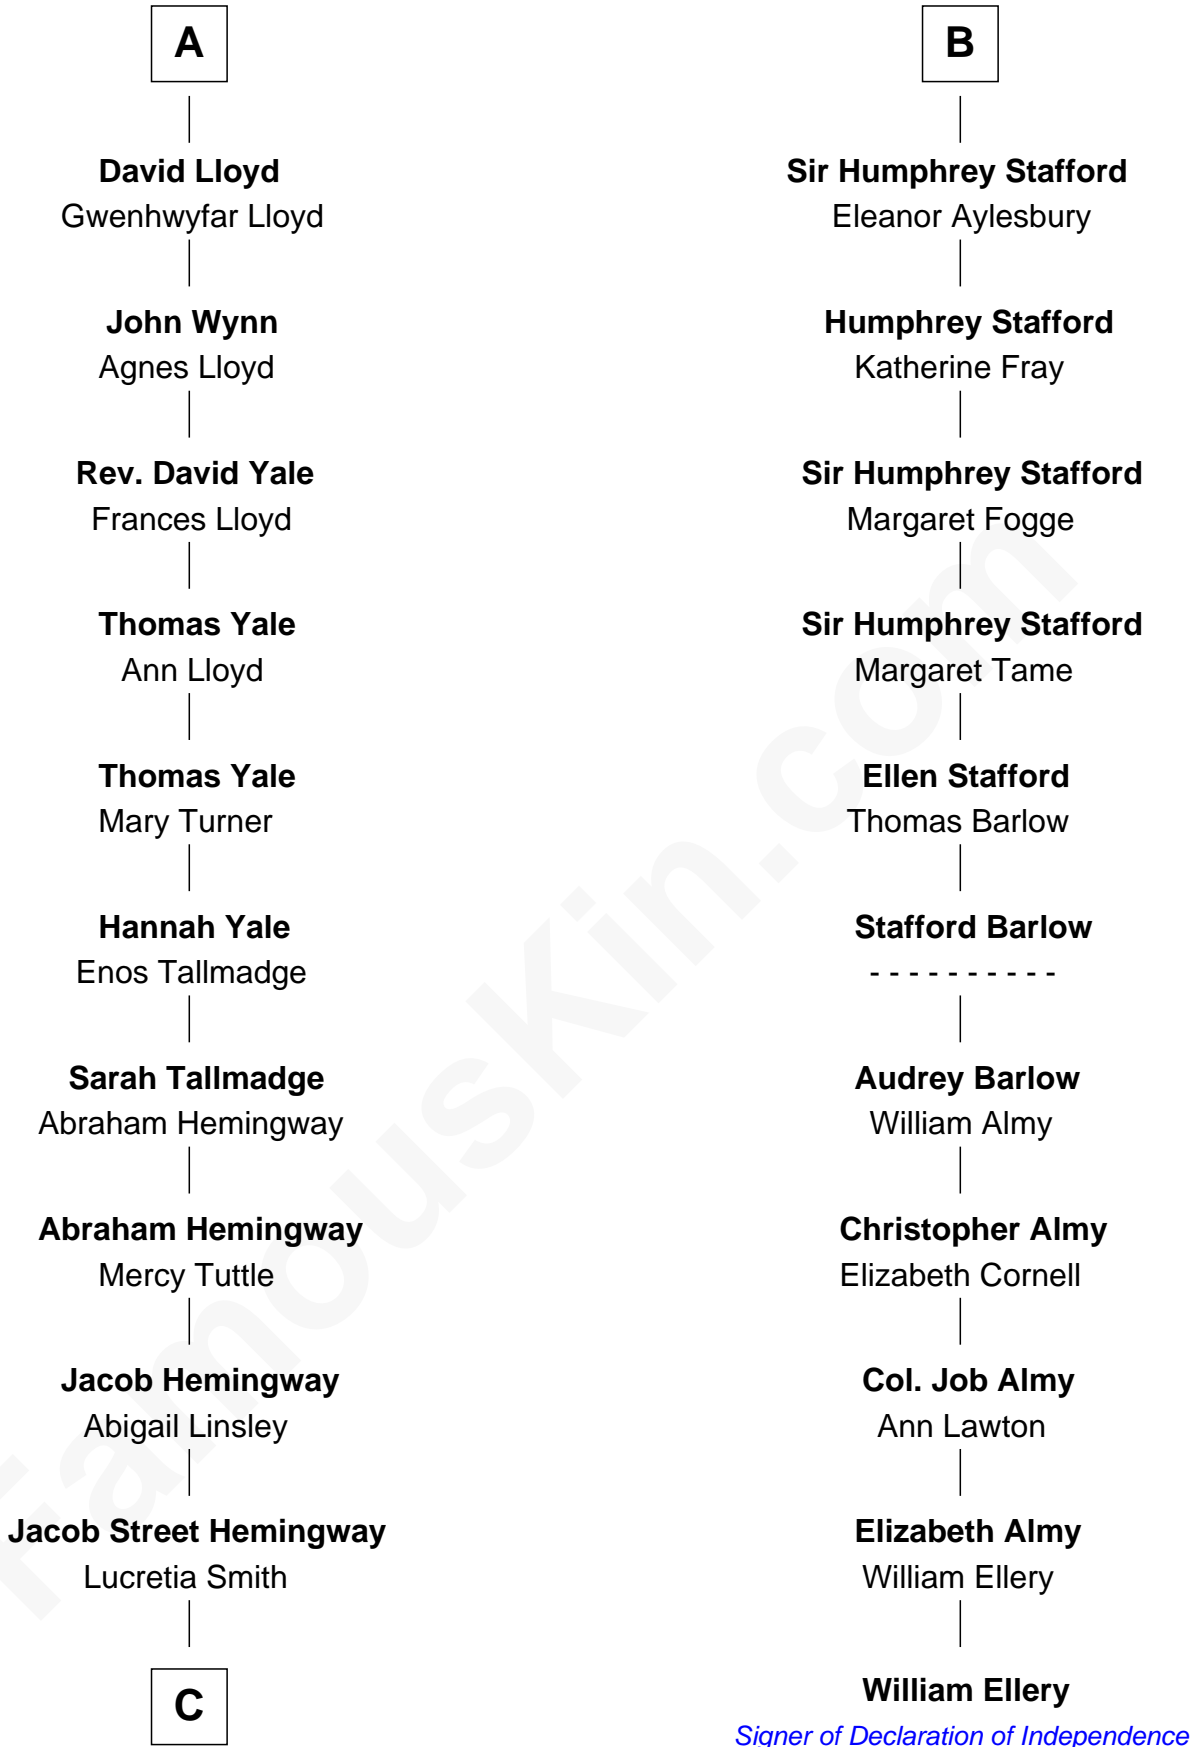 A
David Lloyd
Gwenhwyfar Lloyd
John Wynn
Agnes Lloyd
Rev. David Yale
Frances Lloyd
Thomas Yale
Ann Lloyd
Thomas Yale
Mary Turner
Hannah Yale
Enos Tallmadge
Sarah Tallmadge
Abraham Hemingway
Abraham Hemingway
Mercy Tuttle
Jacob Hemingway
Abigail Linsley
Jacob Street Hemingway
Lucretia Smith
C
B
Sir Humphrey Stafford
Eleanor Aylesbury
Humphrey Stafford
Katherine Fray
Sir Humphrey Stafford
Margaret Fogge
Sir Humphrey Stafford
Margaret Tame
Ellen Stafford
Thomas Barlow
Stafford Barlow
- - - - - - - - - -
Audrey Barlow
William Almy
Christopher Almy
Elizabeth Cornell
Col. Job Almy
Ann Lawton
Elizabeth Almy
William Ellery
William Ellery
Signer of Declaration of Independence
FamousKin.com